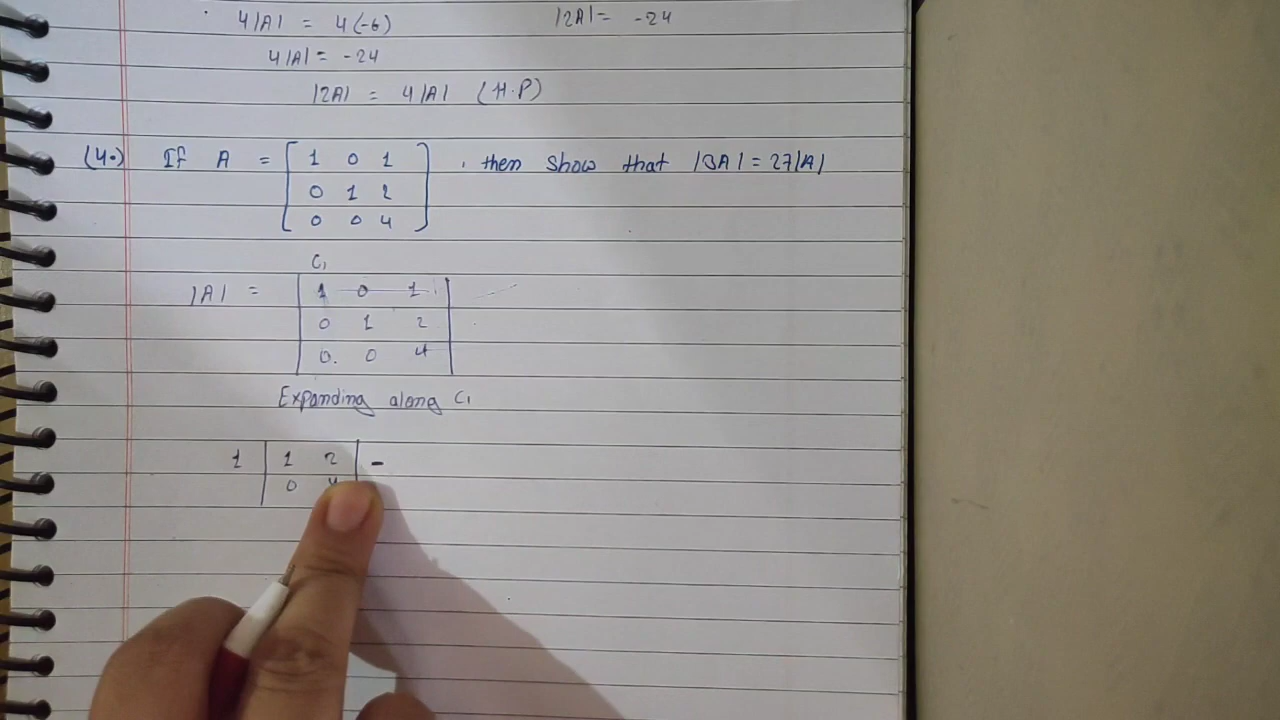 4|A| = 4(-6) |2A| = -24
4|A| = -24
|2A| = 4|A| (H.P)
(4.) If A = [ 1 0 1 ] , then show that |3A| = 27|A|
0 1 2
0 0 4
C₁
|A| = | 1 0 1 |
0 1 2
0. 0 4
Expanding along C₁
1 | 1 2 | -
0 4